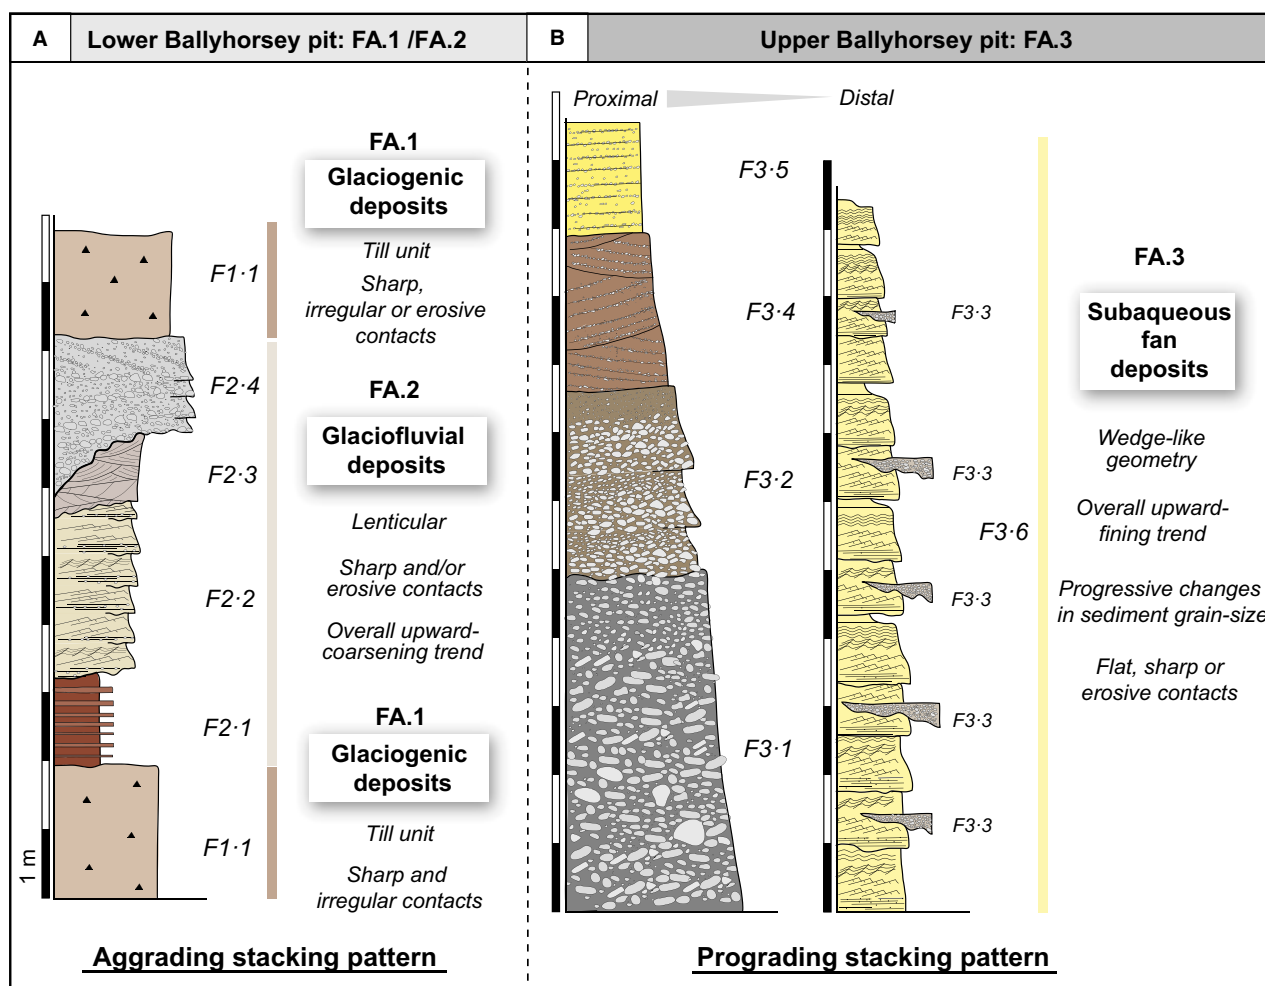 A
Lower Ballyhorsey pit: FA.1 /FA.2
B
Upper Ballyhorsey pit: FA.3
FA.1
Glaciogenic
deposits
Till unit
Sharp,
irregular or erosive
contacts
F1·1
F2·4
FA.2
Glaciofluvial
deposits
F2·3
Lenticular
Sharp and/or
erosive contacts
F2·2
Overall upward-
coarsening trend
F2·1
FA.1
Glaciogenic
deposits
Till unit
F1·1
Sharp and
irregular contacts
1 m
Aggrading stacking pattern
Proximal
Distal
F3·5
F3·4
F3·2
F3·1
F3·3
F3·3
F3·6
F3·3
F3·3
F3·3
FA.3
Subaqueous
fan
deposits
Wedge-like
geometry
Overall upward-
fining trend
Progressive changes
in sediment grain-size
Flat, sharp or
erosive contacts
Prograding stacking pattern